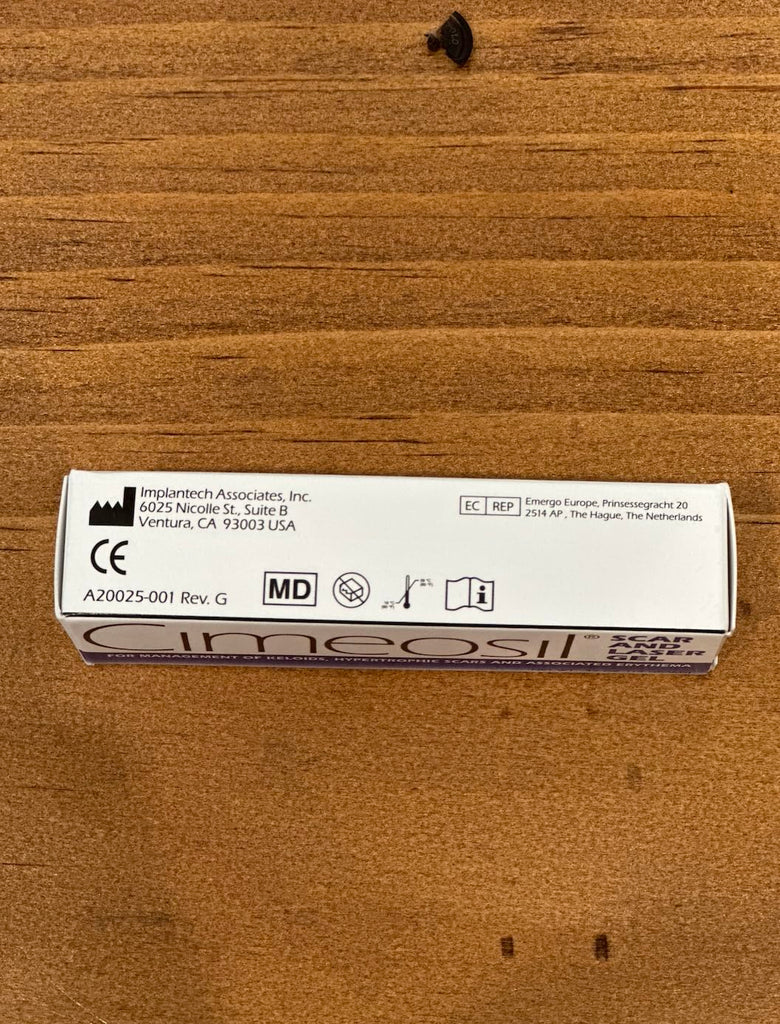 Implantech Associates, Inc.
6025 Nicolle St., Suite B
Ventura, CA 93003 USA
EC REP
Emergo Europe, Prinsessegracht 20
2514 AP , The Hague, The Netherlands
CE
A20025-001 Rev. G
MD
i
Cimeosil®
SCAR
AND
LASER
GEL
FOR MANAGEMENT OF KELOIDS, HYPERTROPHIC SCARS AND ASSOCIATED ERYTHEMA